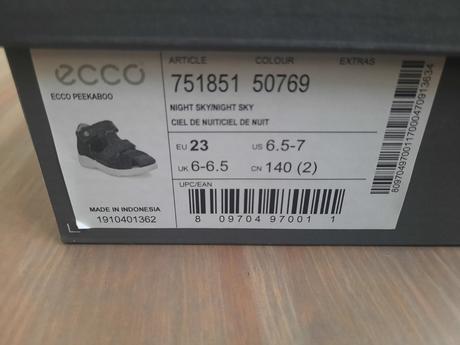 ecco
ECCO PEEKABOO
MADE IN INDONESIA
1910401362
ARTICLE COLOUR EXTRAS
751851 50769
NIGHT SKY/NIGHT SKY
CIEL DE NUIT/CIEL DE NUIT
EU 23 US 6.5-7
UK 6-6.5 CN 140 (2)
UPC/EAN
8 09704 97001 1
809704970011700047091 3634